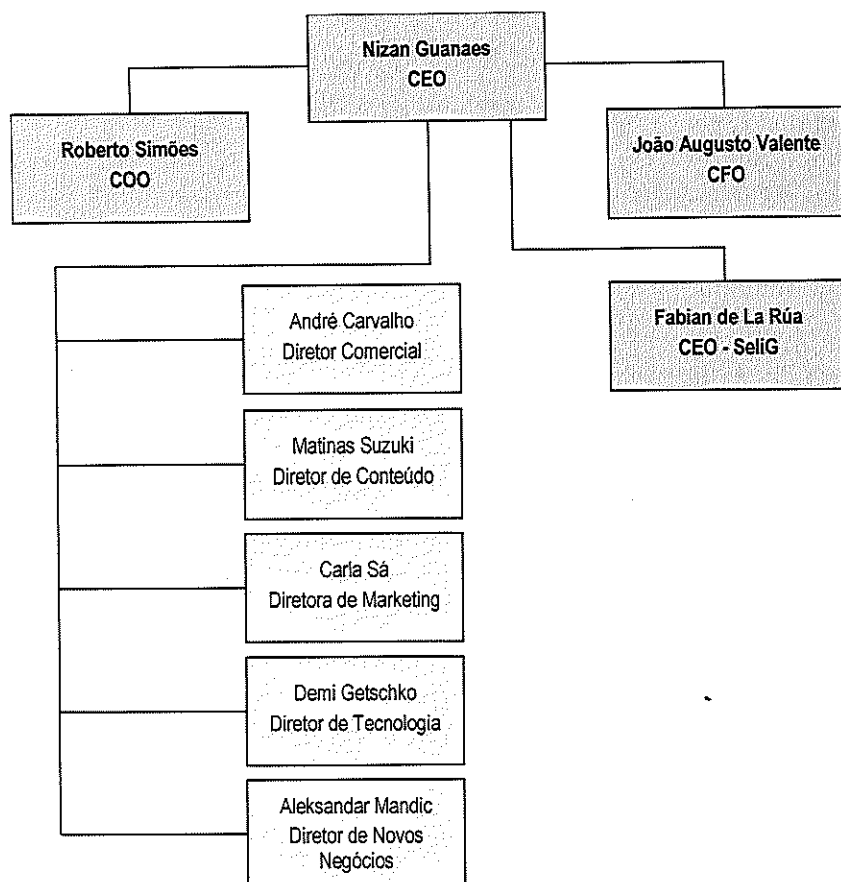 Nizan Guanaes
CEO
Roberto Simões
COO
João Augusto Valente
CFO
Fabian de La Rúa
CEO - SeliG
André Carvalho
Diretor Comercial
Matinas Suzuki
Diretor de Conteúdo
Carla Sá
Diretora de Marketing
Demi Getschko
Diretor de Tecnologia
Aleksandar Mandic
Diretor de Novos
Negócios